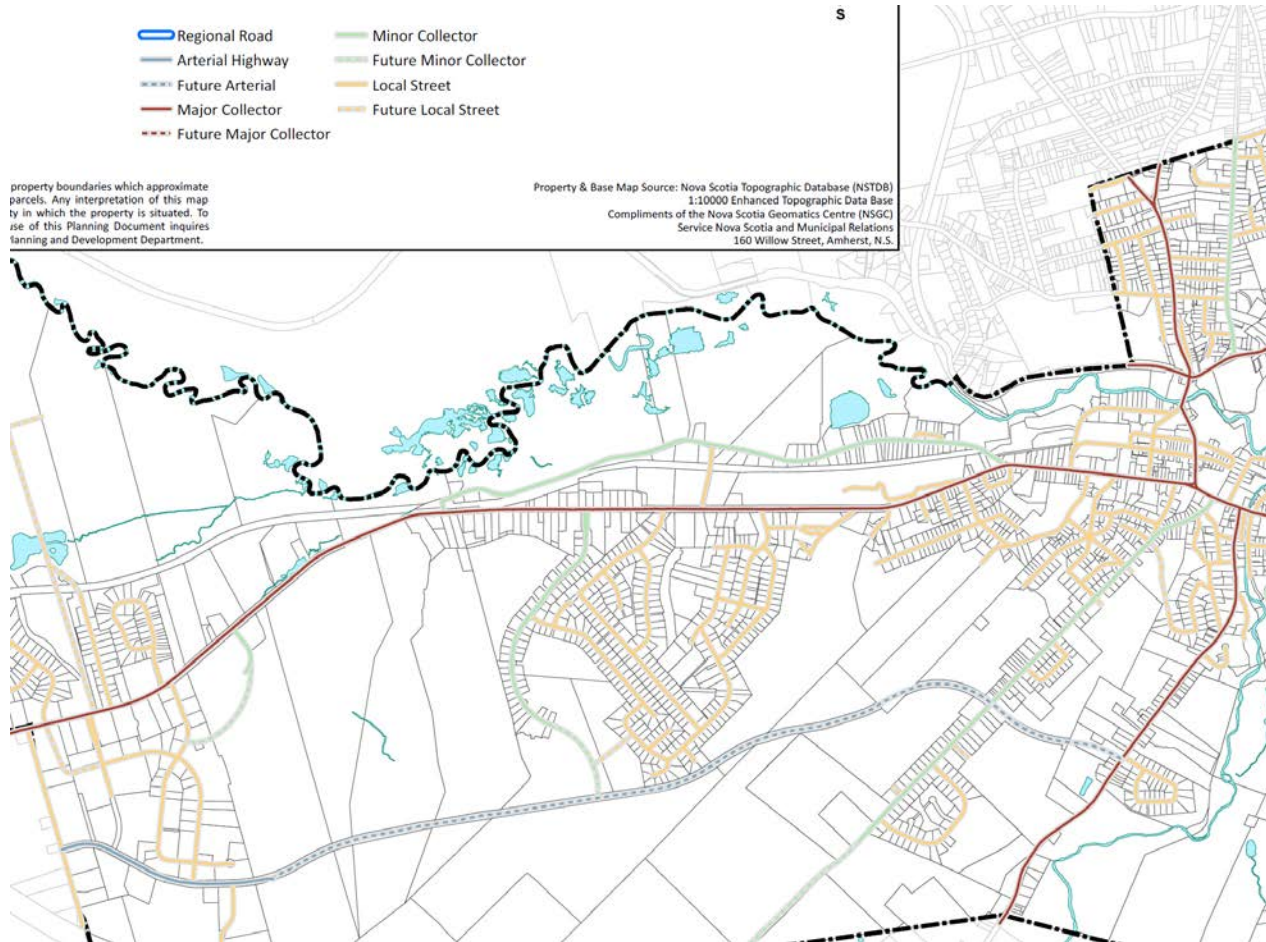 S
Regional Road
Arterial Highway
Future Arterial
Major Collector
Future Major Collector
Minor Collector
Future Minor Collector
Local Street
Future Local Street
property boundaries which approximate
parcels. Any interpretation of this map
ty in which the property is situated. To
use of this Planning Document inquires
Planning and Development Department.
Property & Base Map Source: Nova Scotia Topographic Database (NSTDB)
1:10000 Enhanced Topographic Data Base
Compliments of the Nova Scotia Geomatics Centre (NSGC)
Service Nova Scotia and Municipal Relations
160 Willow Street, Amherst, N.S.